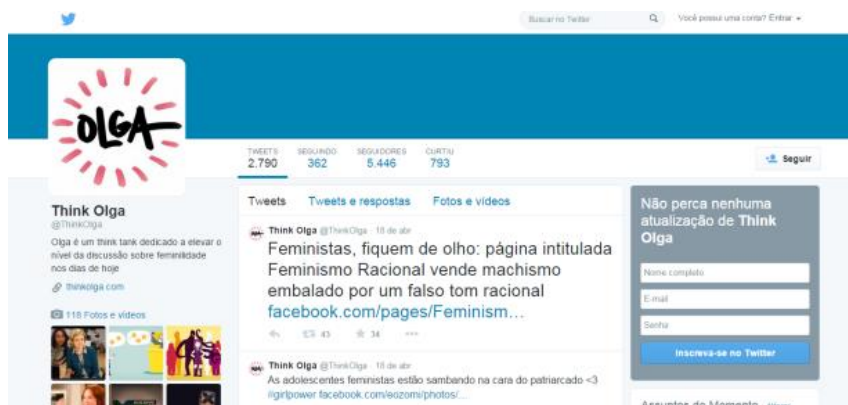 Buscar no Twitter
Você possui uma conta? Entrar
OLGA
TWEETS SEGUINDO SEGUIDORES CURTIU
2.790 362 5.446 793
Seguir
Think Olga
@ThinkOlga
Olga é um think tank dedicado a elevar o
nível da discussão sobre feminilidade
nos dias de hoje
thinkolga.com
118 Fotos e vídeos
Tweets Tweets e respostas Fotos e vídeos
Think Olga @ThinkOlga · 18 de abr
Feministas, fiquem de olho: página intitulada
Feminismo Racional vende machismo
embalado por um falso tom racional
facebook.com/pages/Feminism…
43 34
Think Olga @ThinkOlga · 18 de abr
As adolescentes feministas estão sambando na cara do patriarcado <3
//girlpower facebook.com/eozomi/photos/...
Não perca nenhuma
atualização de Think
Olga
Nome completo
E-mail
Senha
Inscreva-se no Twitter
Assuntos do Momento